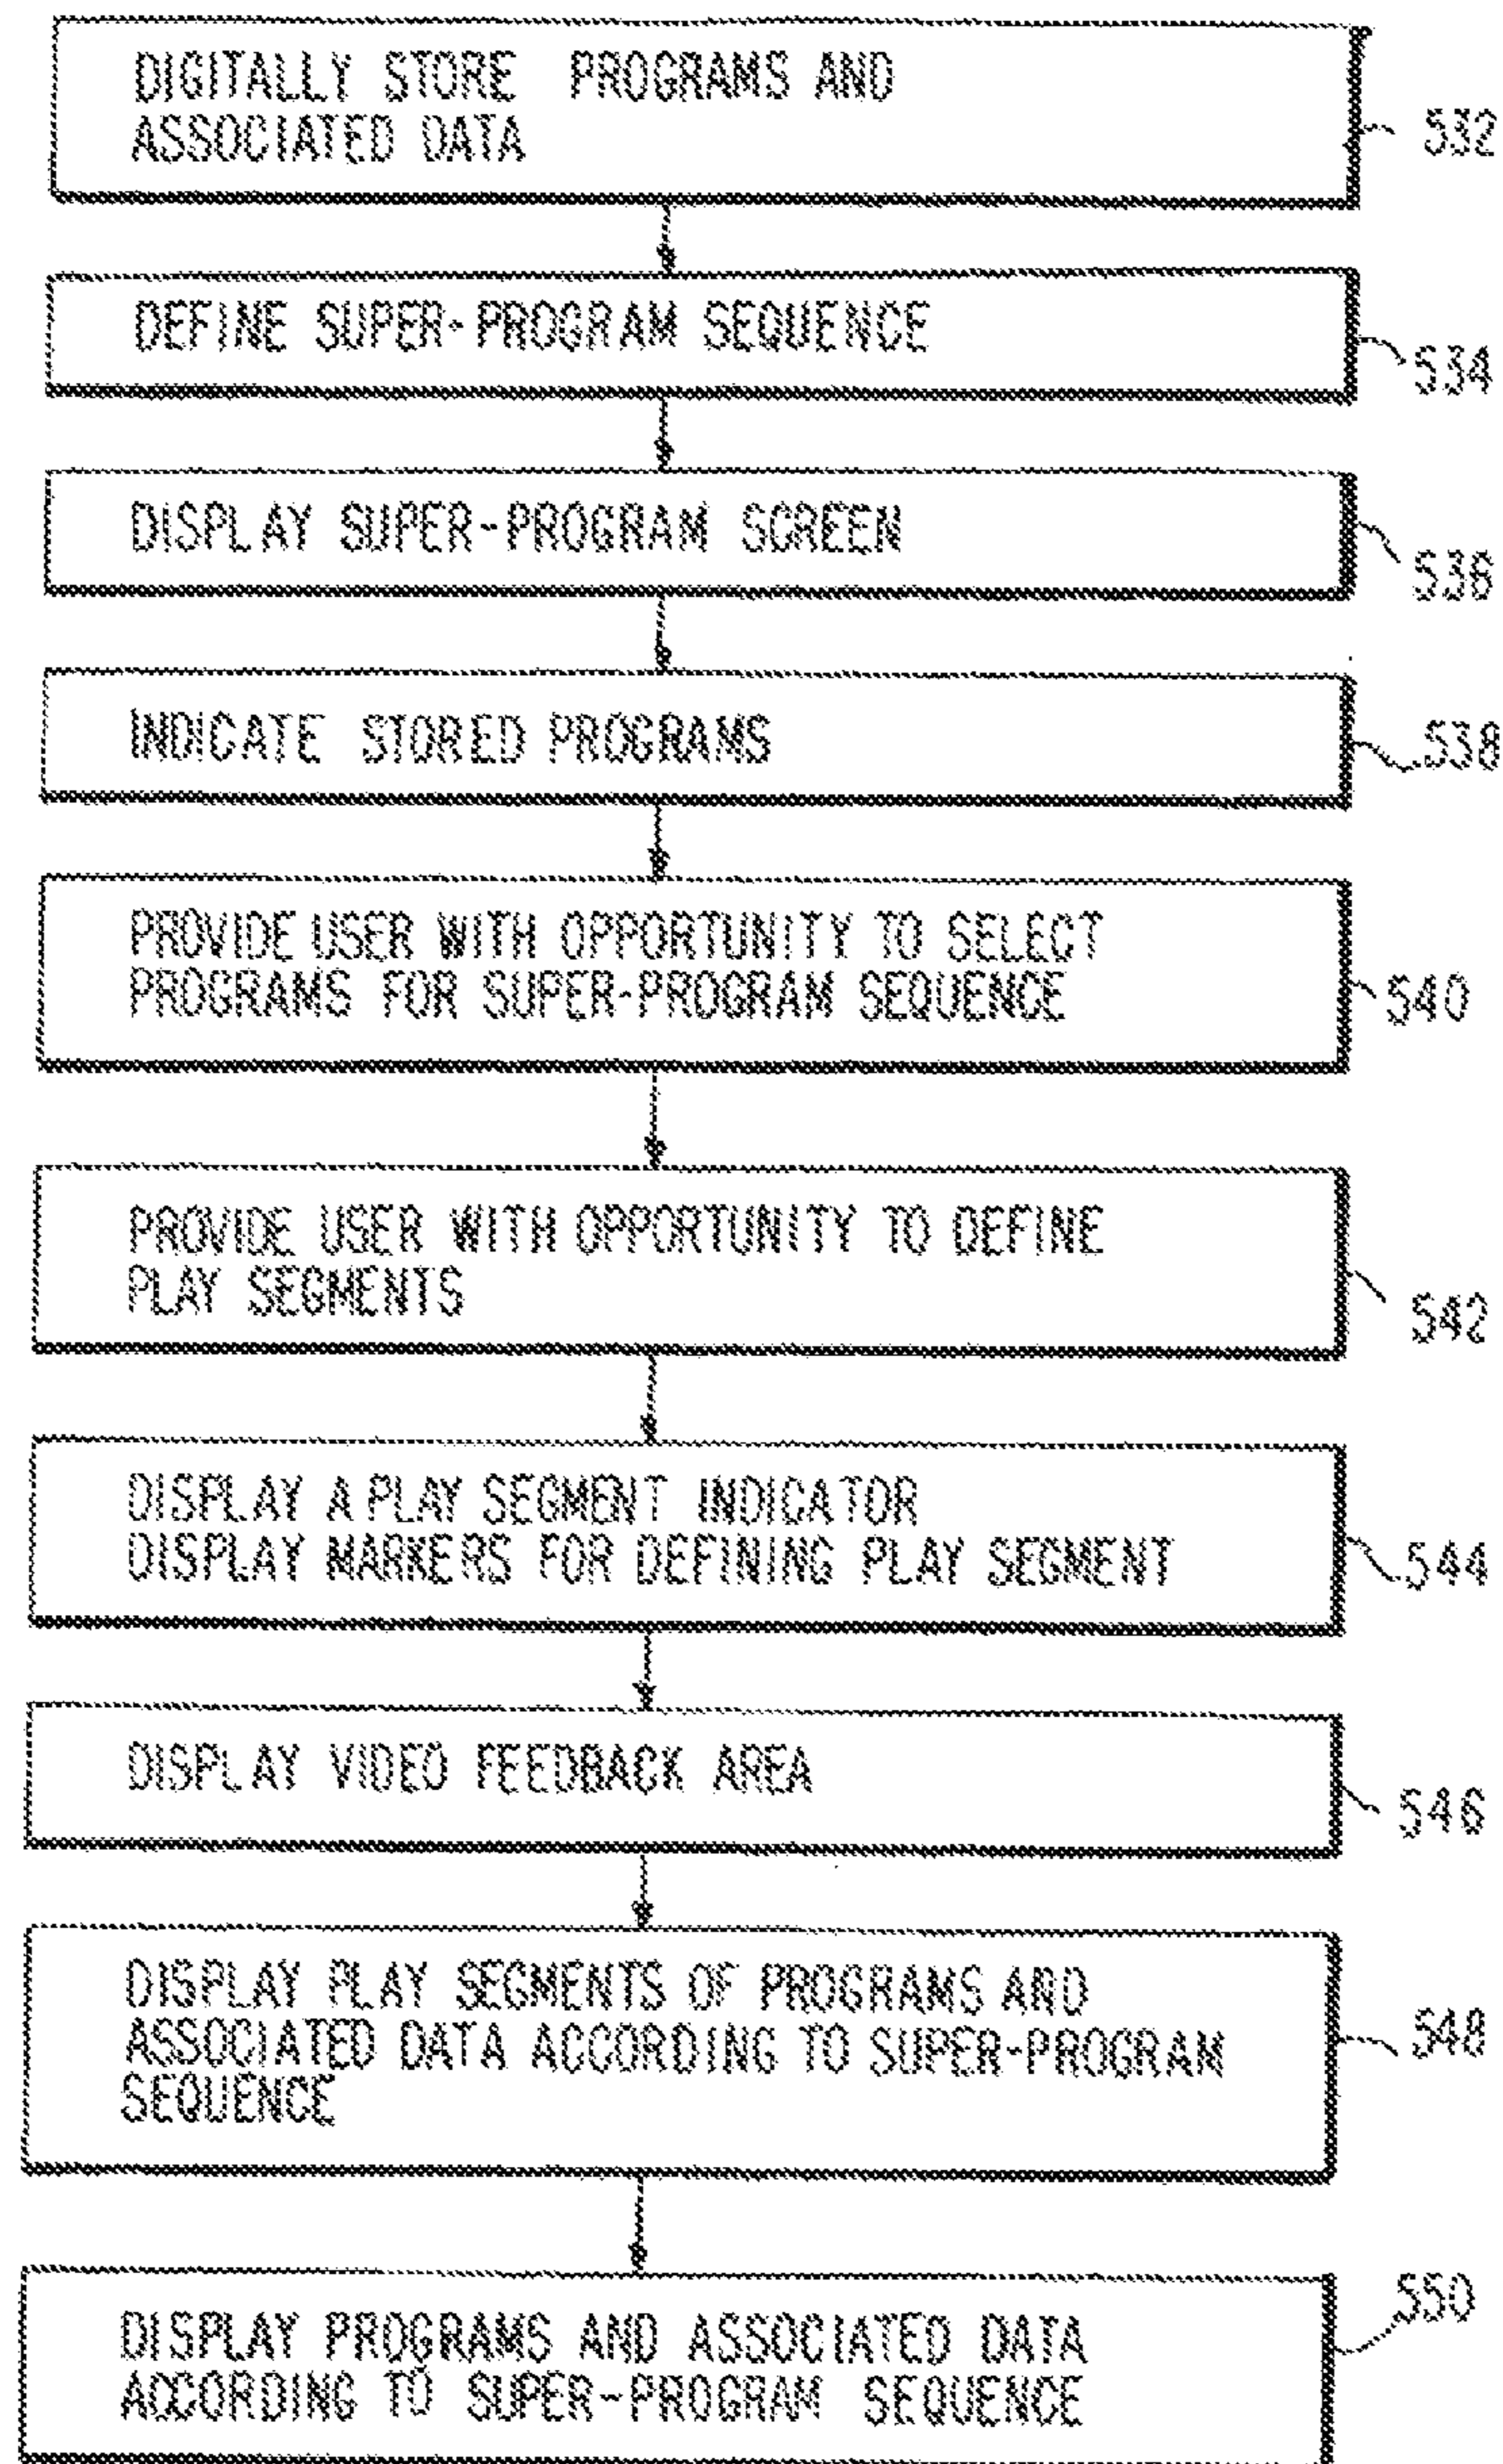 DIGITALLY STORE PROGRAMS AND
ASSOCIATED DATA
532
DEFINE SUPER-PROGRAM SEQUENCE
534
DISPLAY SUPER-PROGRAM SCREEN
536
INDICATE STORED PROGRAMS
538
PROVIDE USER WITH OPPORTUNITY TO SELECT
PROGRAMS FOR SUPER-PROGRAM SEQUENCE
540
PROVIDE USER WITH OPPORTUNITY TO DEFINE
PLAY SEGMENTS
542
DISPLAY A PLAY SEGMENT INDICATOR
DISPLAY MARKERS FOR DEFINING PLAY SEGMENT
544
DISPLAY VIDEO FEEDBACK AREA
546
DISPLAY PLAY SEGMENTS OF PROGRAMS AND
ASSOCIATED DATA ACCORDING TO SUPER-PROGRAM
SEQUENCE
548
DISPLAY PROGRAMS AND ASSOCIATED DATA
ACCORDING TO SUPER-PROGRAM SEQUENCE
550